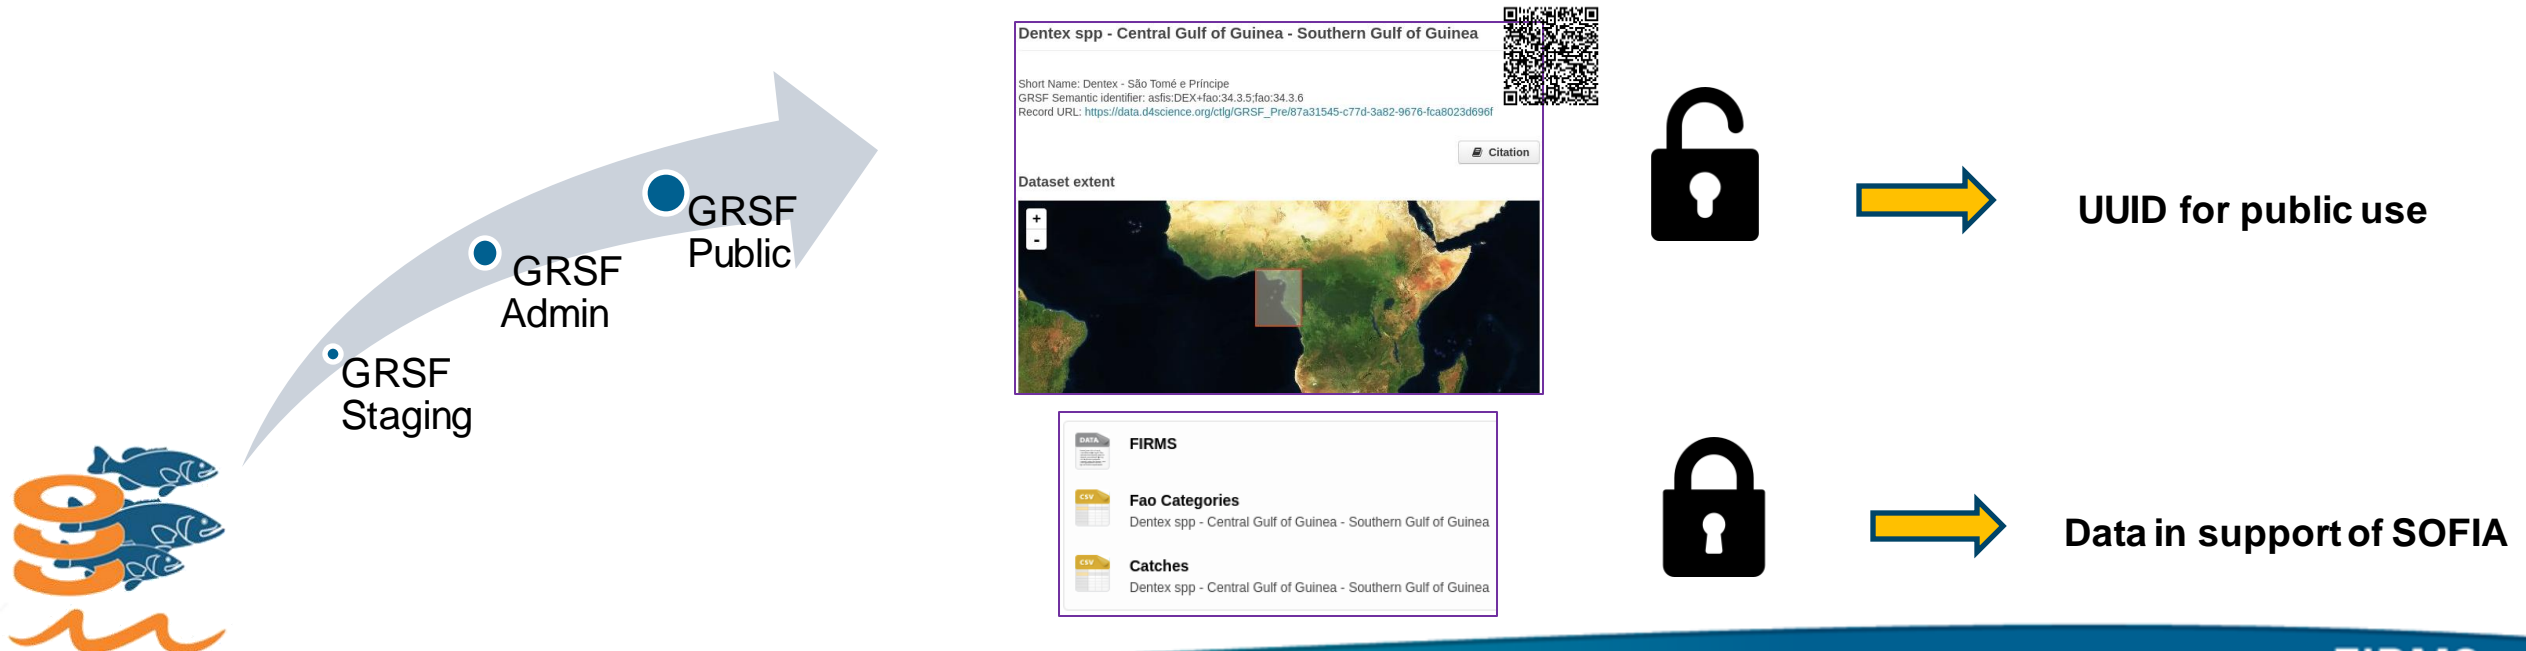 GRSF
Staging
GRSF
Admin
GRSF
Public
Dentex spp - Central Gulf of Guinea - Southern Gulf of Guinea
Short Name: Dentex - São Tomé e Príncipe
GRSF Semantic identifier: asfis:DEX+fao:34.3.5;fao:34.3.6
Record URL: https://data.d4science.org/ctlg/GRSF_Pre/87a31545-c77d-3a82-9676-fca8023d696f
Citation
Dataset extent
+
-
UUID for public use
DATA
FIRMS
CSV
Fao Categories
Dentex spp - Central Gulf of Guinea - Southern Gulf of Guinea
CSV
Catches
Dentex spp - Central Gulf of Guinea - Southern Gulf of Guinea
Data in support of SOFIA